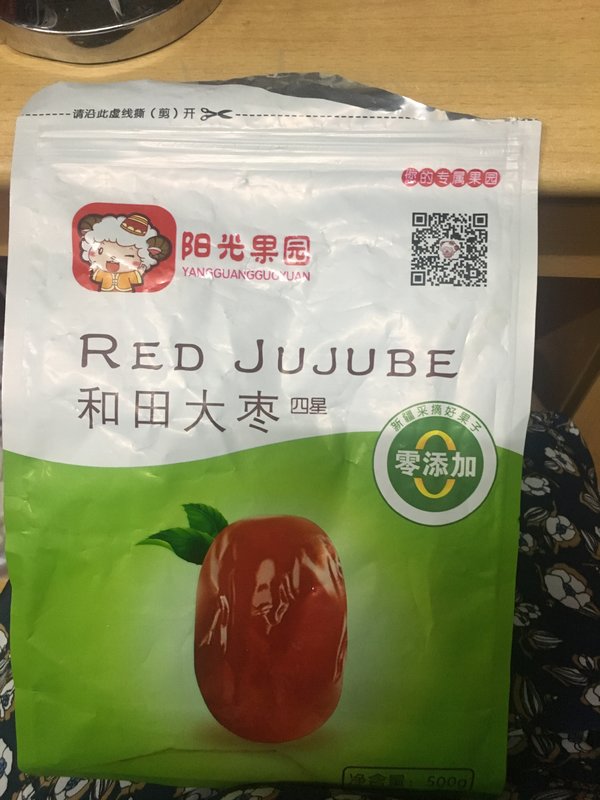 请沿此虚线撕（剪）开
您的专属果园
阳光果园
YANGGUANGGUOYUAN
RED JUJUBE
和田大枣 四星
新疆采摘好果子
零添加
净含量：500g